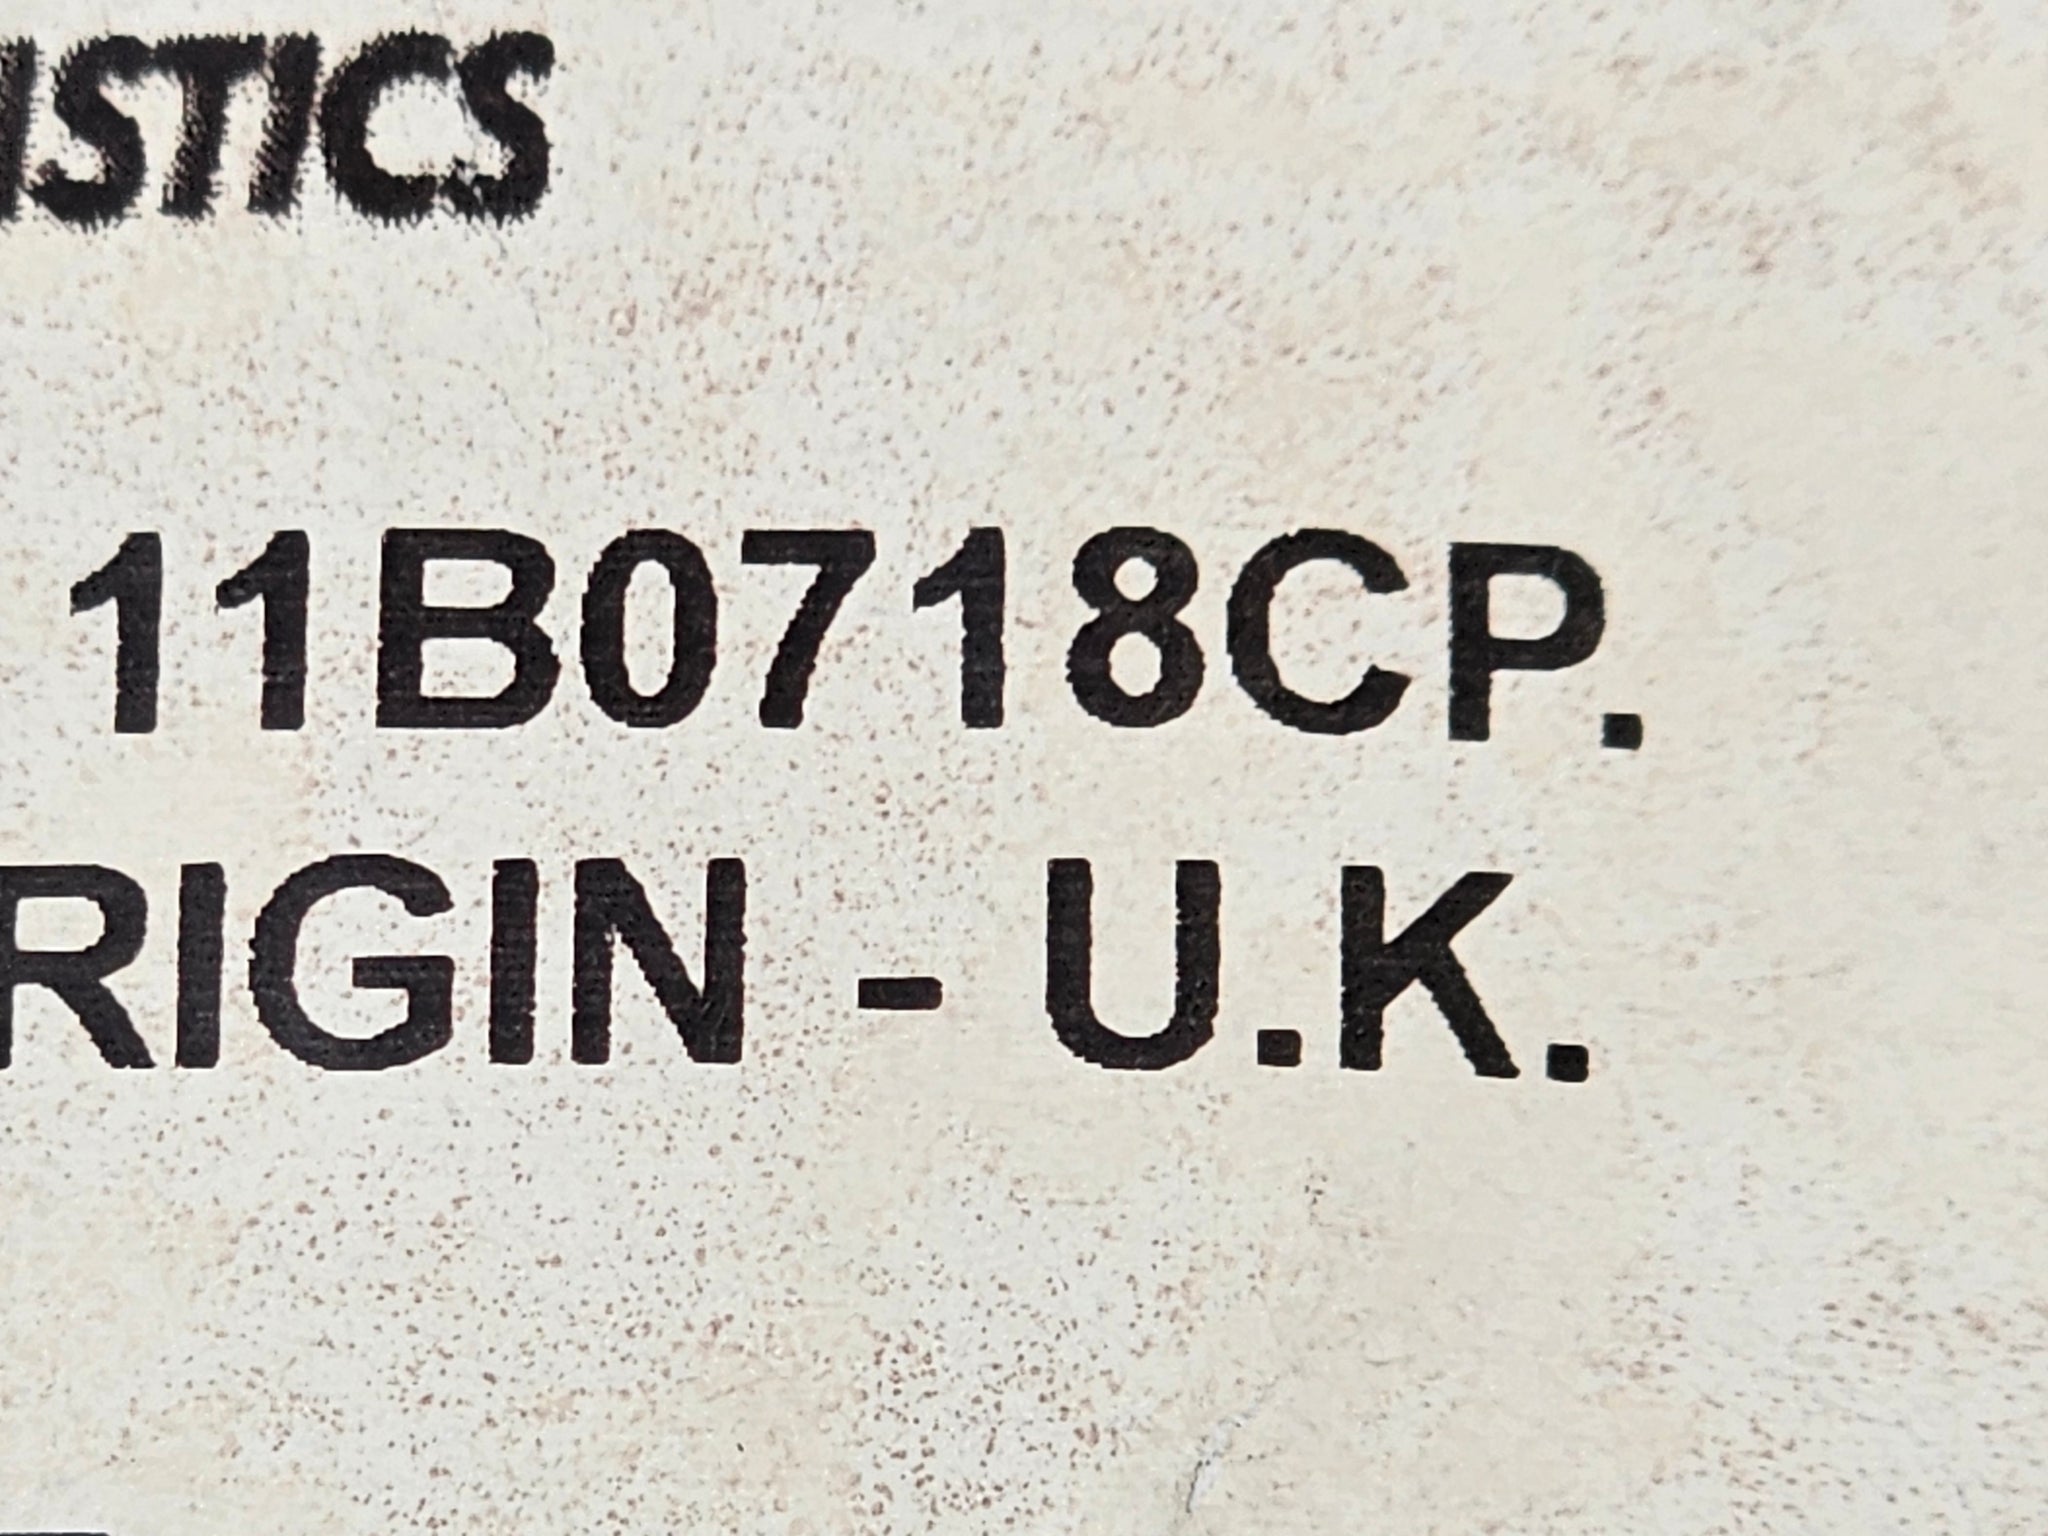 ISTICS
11B0718CP.
RIGIN - U.K.